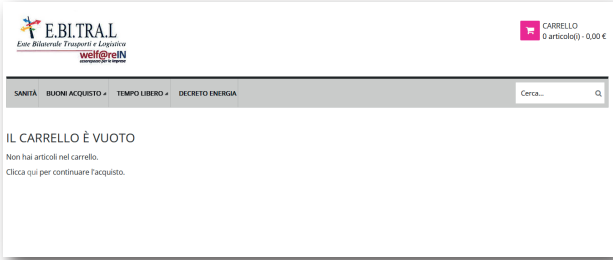 E.BI.TRA.L
Ente Bilaterale Trasporti e Logistica
welf@reIN
CARRELLO
0 articolo(i) - 0,00 €
SANITÀ BUONI ACQUISTO TEMPO LIBERO DECRETO ENERGIA
Cerca...
IL CARRELLO È VUOTO
Non hai articoli nel carrello.
Clicca qui per continuare l'acquisto.